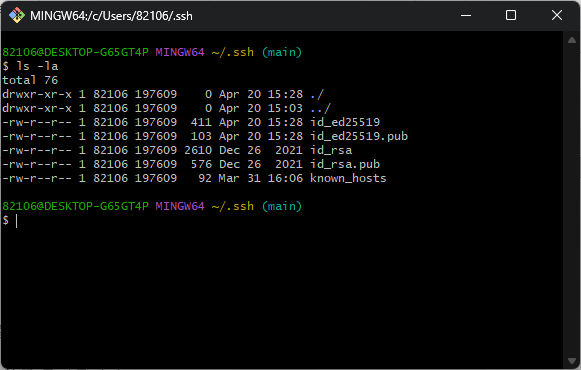 MINGW64:/c/Users/82106/.ssh
82106@DESKTOP-G65GT4P MINGW64 ~/.ssh (main)
$ ls -la
total 76
drwxr-xr-x 1 82106 197609    0 Apr 20 15:28 ./
drwxr-xr-x 1 82106 197609    0 Apr 20 15:03 ../
-rw-r--r-- 1 82106 197609  411 Apr 20 15:28 id_ed25519
-rw-r--r-- 1 82106 197609  103 Apr 20 15:28 id_ed25519.pub
-rw-r--r-- 1 82106 197609 2610 Dec 26  2021 id_rsa
-rw-r--r-- 1 82106 197609  576 Dec 26  2021 id_rsa.pub
-rw-r--r-- 1 82106 197609   92 Mar 31 16:06 known_hosts
82106@DESKTOP-G65GT4P MINGW64 ~/.ssh (main)
$